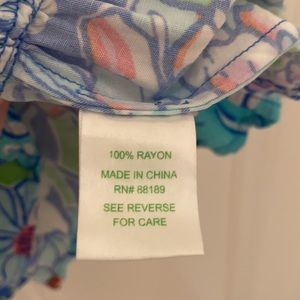 100% RAYON
MADE IN CHINA
RN# 88189
SEE REVERSE
FOR CARE